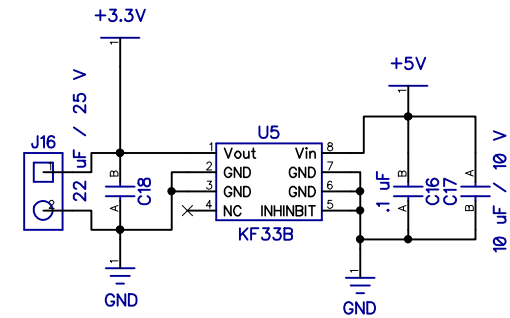 +3.3V
1
+5V
1
J16
1
2
22 uF / 25 V
B
C18
A
U5
1 Vout Vin 8
2 GND GND 7
3 GND GND 6
4 NC INHINBIT 5
KF33B
.1 uF
B
C16
A
C17
A
B
10 uF / 10 V
1
GND
1
GND